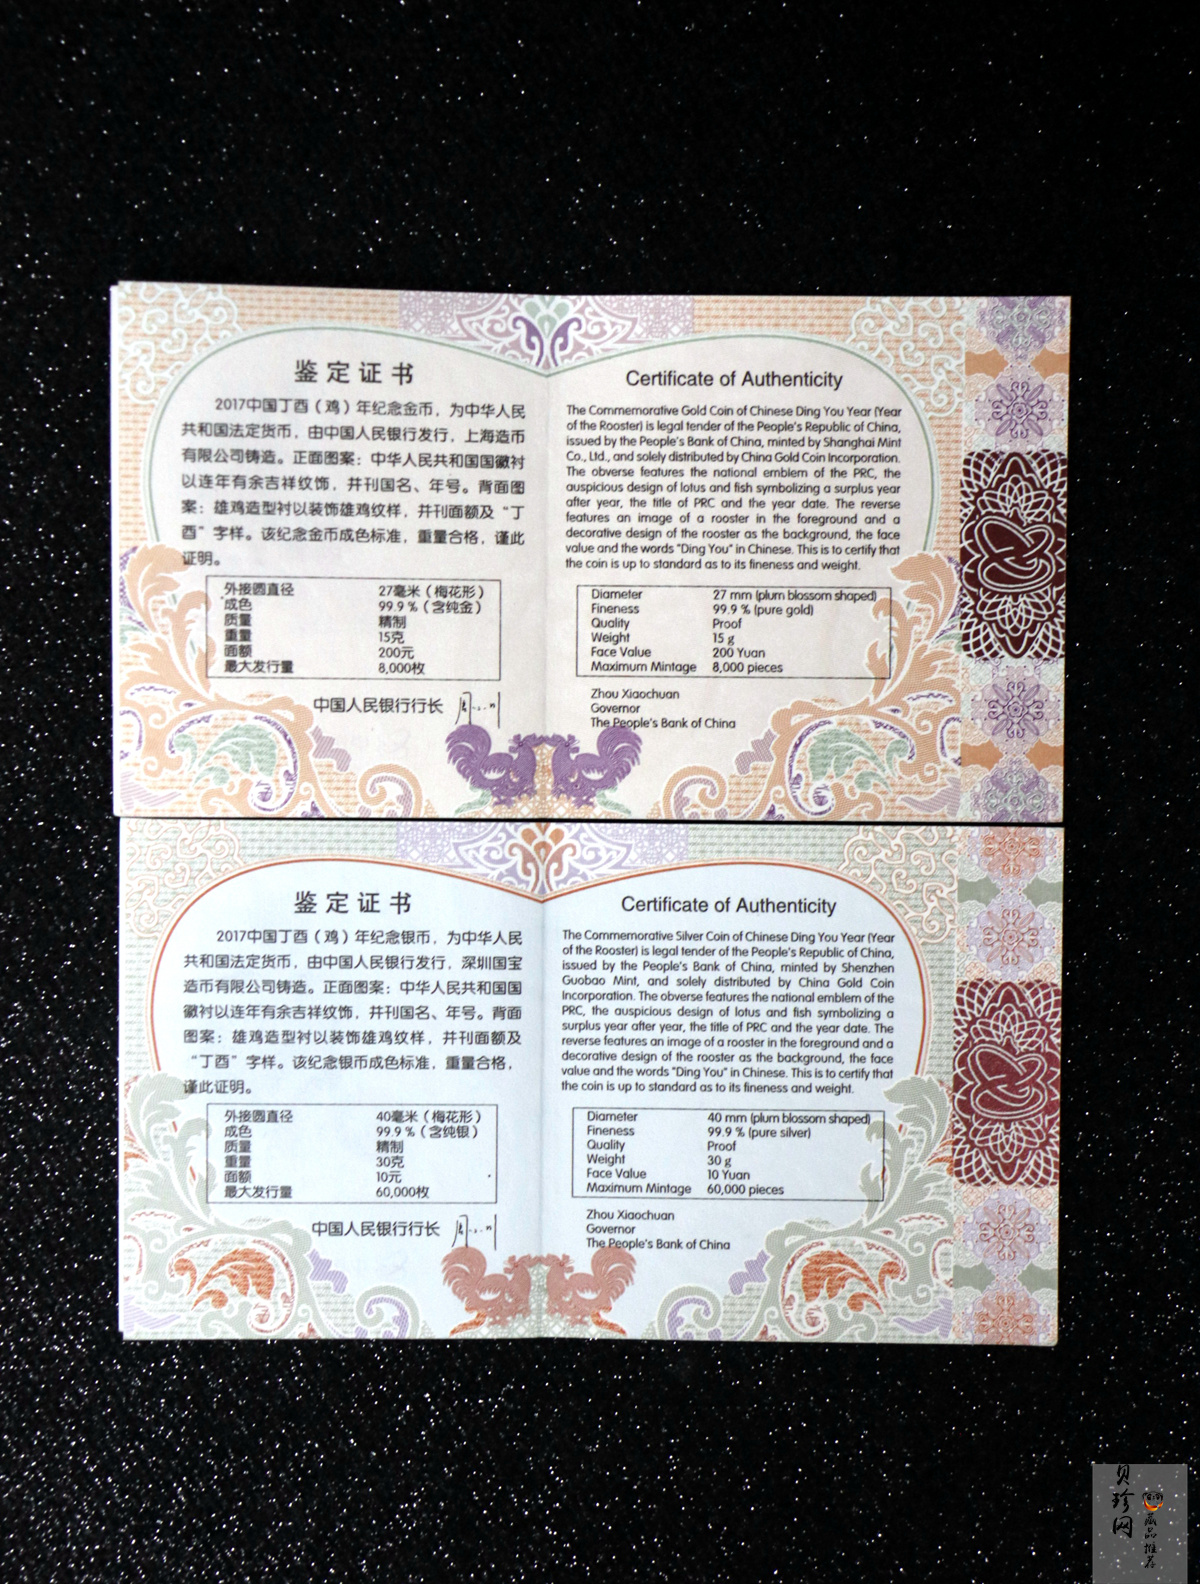 鉴定证书
2017中国丁酉（鸡）年纪念金币，为中华人民
共和国法定货币，由中国人民银行发行，上海造币
有限公司铸造。正面图案：中华人民共和国国徽衬
以连年有余吉祥纹饰，并刊国名、年号。背面图
案：雄鸡造型衬以装饰雄鸡纹样，并刊面额及“丁
酉”字样。该纪念金币成色标准，重量合格，谨此
证明。
外接圆直径 27毫米（梅花形）
成色 99.9％（含纯金）
质量 精制
重量 15克
面额 200元
最大发行量 8,000枚
中国人民银行行长
Certificate of Authenticity
The Commemorative Gold Coin of Chinese Ding You Year (Year
of the Rooster) is legal tender of the People's Republic of China,
issued by the People's Bank of China, minted by Shanghai Mint
Co., Ltd., and solely distributed by China Gold Coin Incorporation.
The obverse features the national emblem of the PRC, the
auspicious design of lotus and fish symbolizing a surplus year
after year, the title of PRC and the year date. The reverse
features an image of a rooster in the foreground and a
decorative design of the rooster as the background, the face
value and the words "Ding You" in Chinese. This is to certify that
the coin is up to standard as to its fineness and weight.
Diameter 27 mm (plum blossom shaped)
Fineness 99.9 % (pure gold)
Quality Proof
Weight 15 g
Face Value 200 Yuan
Maximum Mintage 8,000 pieces
Zhou Xiaochuan
Governor
The People's Bank of China
鉴定证书
2017中国丁酉（鸡）年纪念银币，为中华人民
共和国法定货币，由中国人民银行发行，深圳国宝
造币有限公司铸造。正面图案：中华人民共和国国
徽衬以连年有余吉祥纹饰，并刊国名、年号。背面
图案：雄鸡造型衬以装饰雄鸡纹样，并刊面额及
“丁酉”字样。该纪念银币成色标准，重量合格，
谨此证明。
外接圆直径 40毫米（梅花形）
成色 99.9％（含纯银）
质量 精制
重量 30克
面额 10元
最大发行量 60,000枚
中国人民银行行长
Certificate of Authenticity
The Commemorative Silver Coin of Chinese Ding You Year (Year
of the Rooster) is legal tender of the People's Republic of China,
issued by the People's Bank of China, minted by Shenzhen
Guobao Mint, and solely distributed by China Gold Coin
Incorporation. The obverse features the national emblem of the
PRC, the auspicious design of lotus and fish symbolizing a
surplus year after year, the title of PRC and the year date. The
reverse features an image of a rooster in the foreground and a
decorative design of the rooster as the background, the face
value and the words "Ding You" in Chinese. This is to certify that
the coin is up to standard as to its fineness and weight.
Diameter 40 mm (plum blossom shaped)
Fineness 99.9 % (pure silver)
Quality Proof
Weight 30 g
Face Value 10 Yuan
Maximum Mintage 60,000 pieces
Zhou Xiaochuan
Governor
The People's Bank of China
贝珍网
藏品推荐